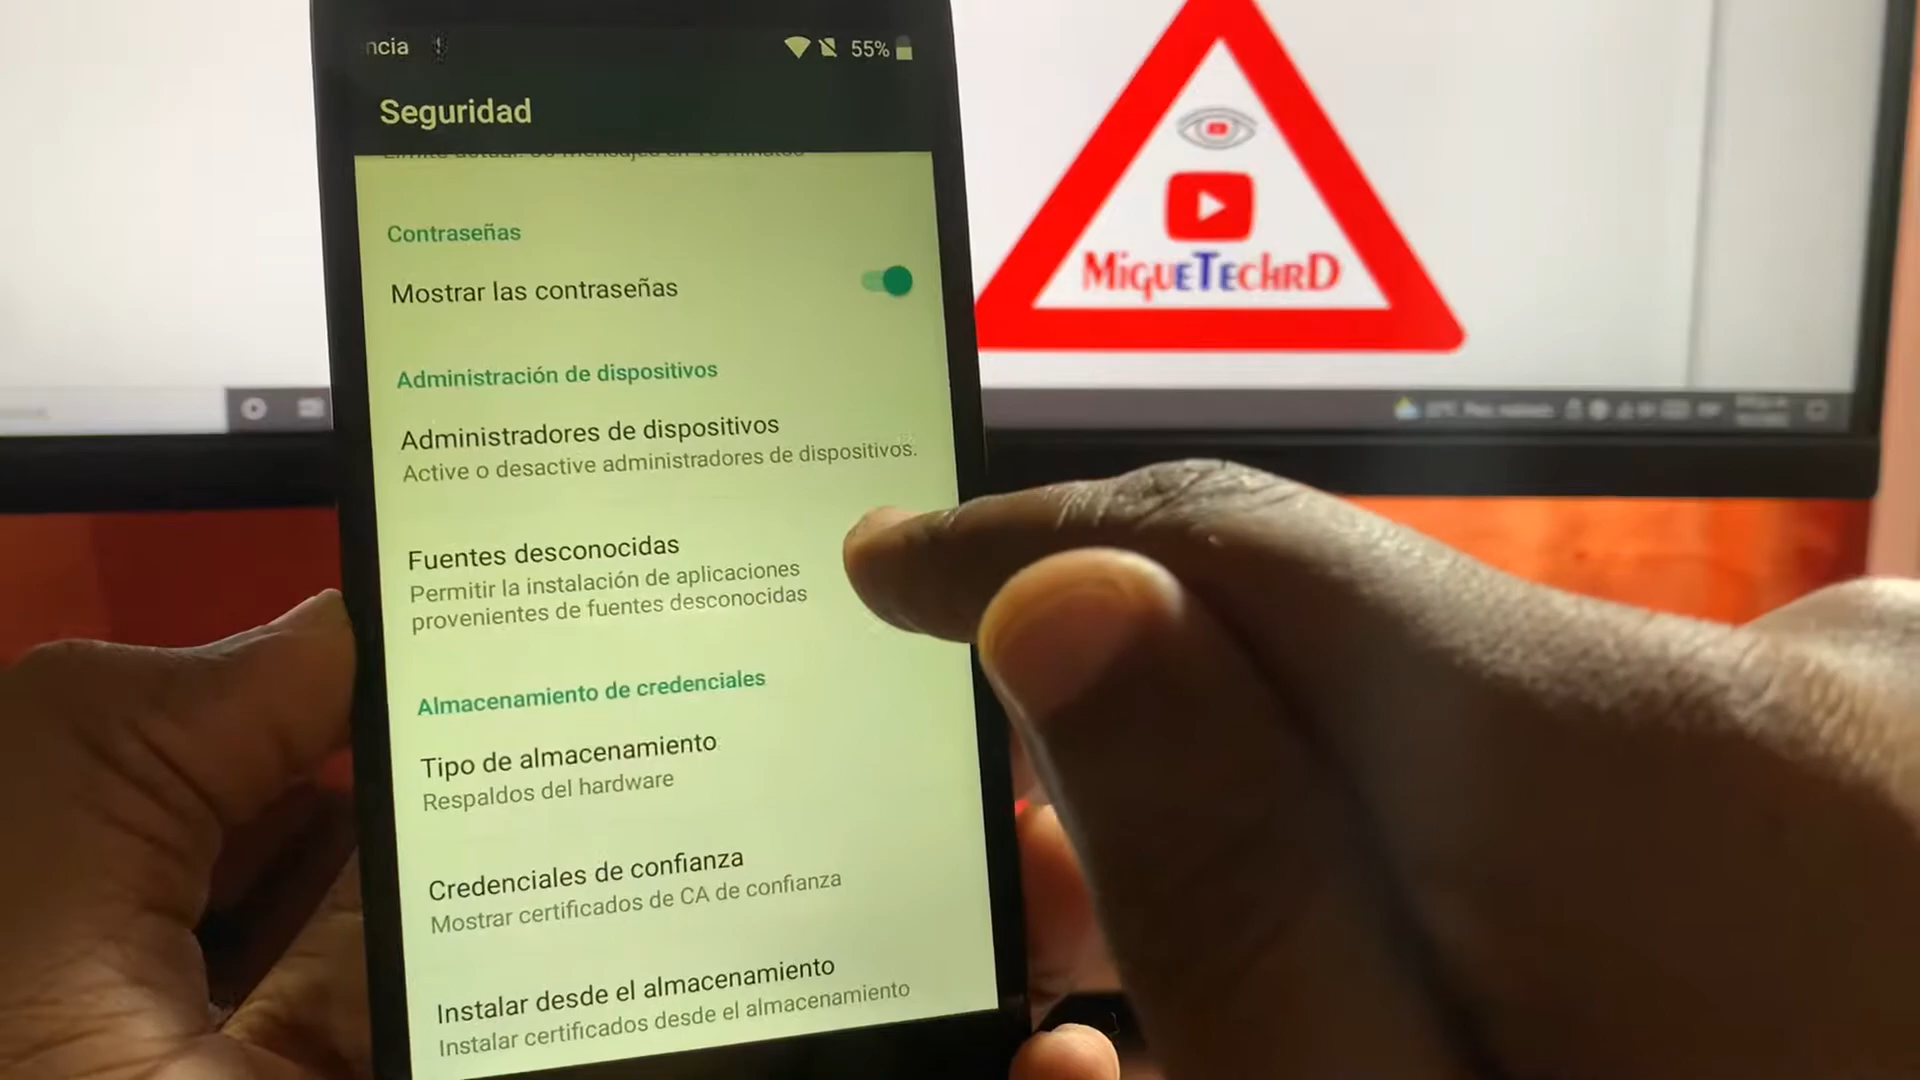 ncia
55%
Seguridad
Contraseñas
Mostrar las contraseñas
Administración de dispositivos
Administradores de dispositivos
Active o desactive administradores de dispositivos.
Fuentes desconocidas
Permitir la instalación de aplicaciones
provenientes de fuentes desconocidas
Almacenamiento de credenciales
Tipo de almacenamiento
Respaldos del hardware
Credenciales de confianza
Mostrar certificados de CA de confianza
Instalar desde el almacenamiento
Instalar certificados desde el almacenamiento
MigueTechRD